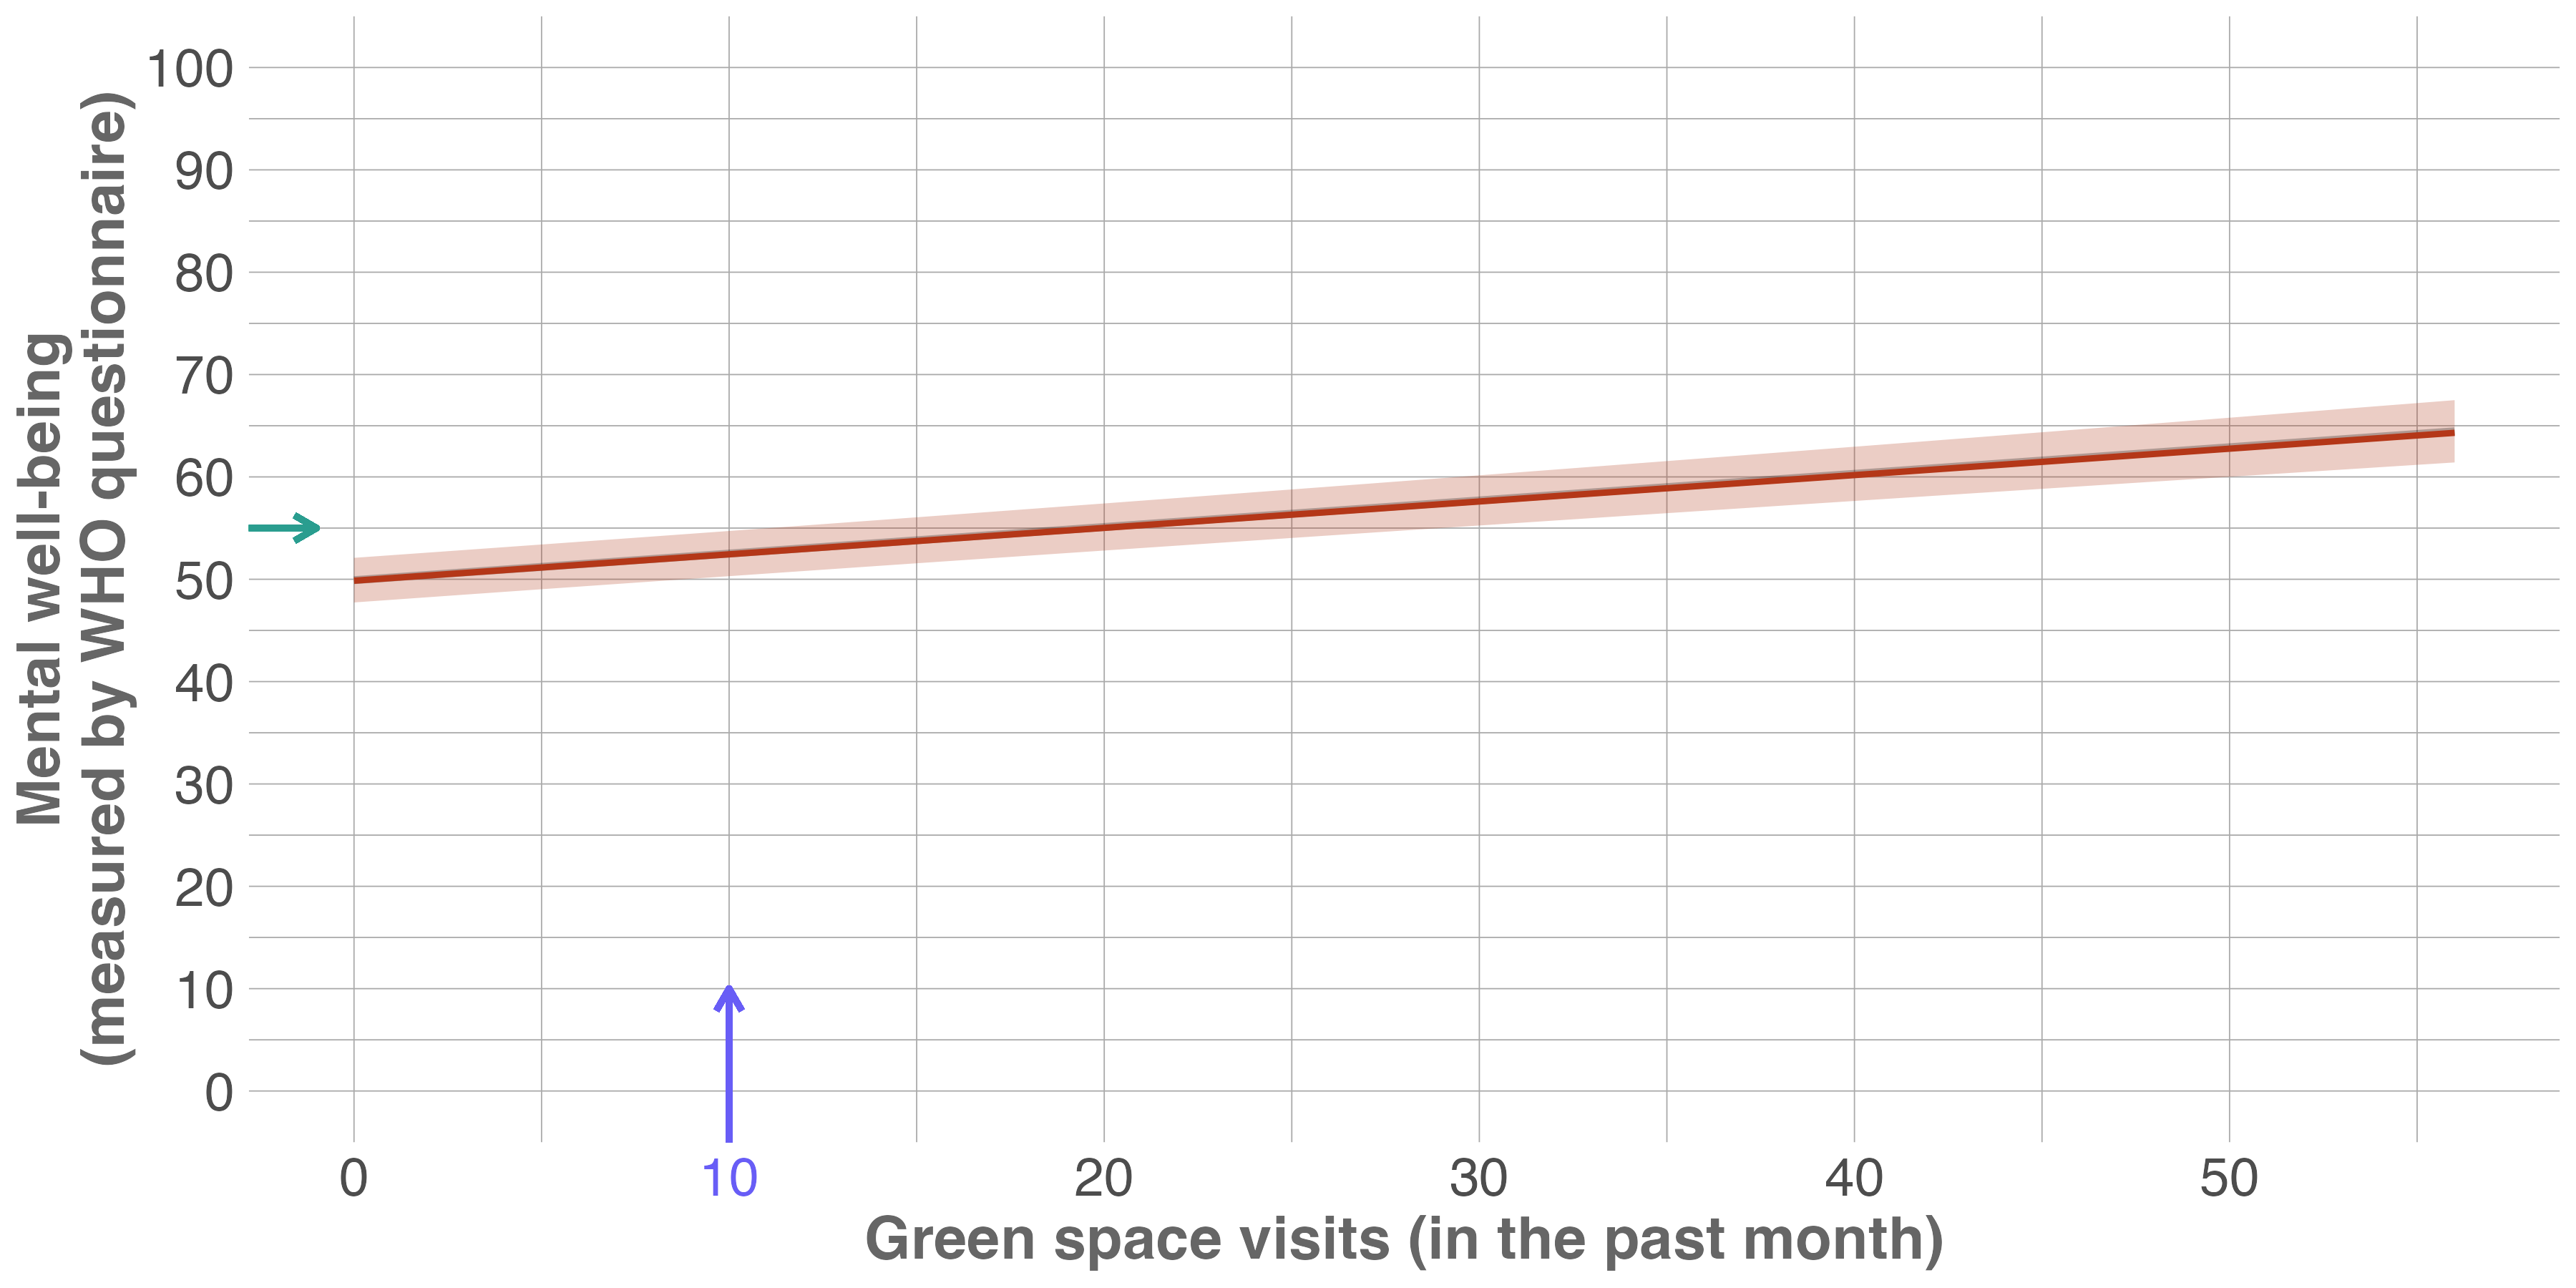 Mental well-being
(measured by WHO questionnaire)
100
90
80
70
60
50
40
30
20
10
0
0 10 20 30 40 50
Green space visits (in the past month)